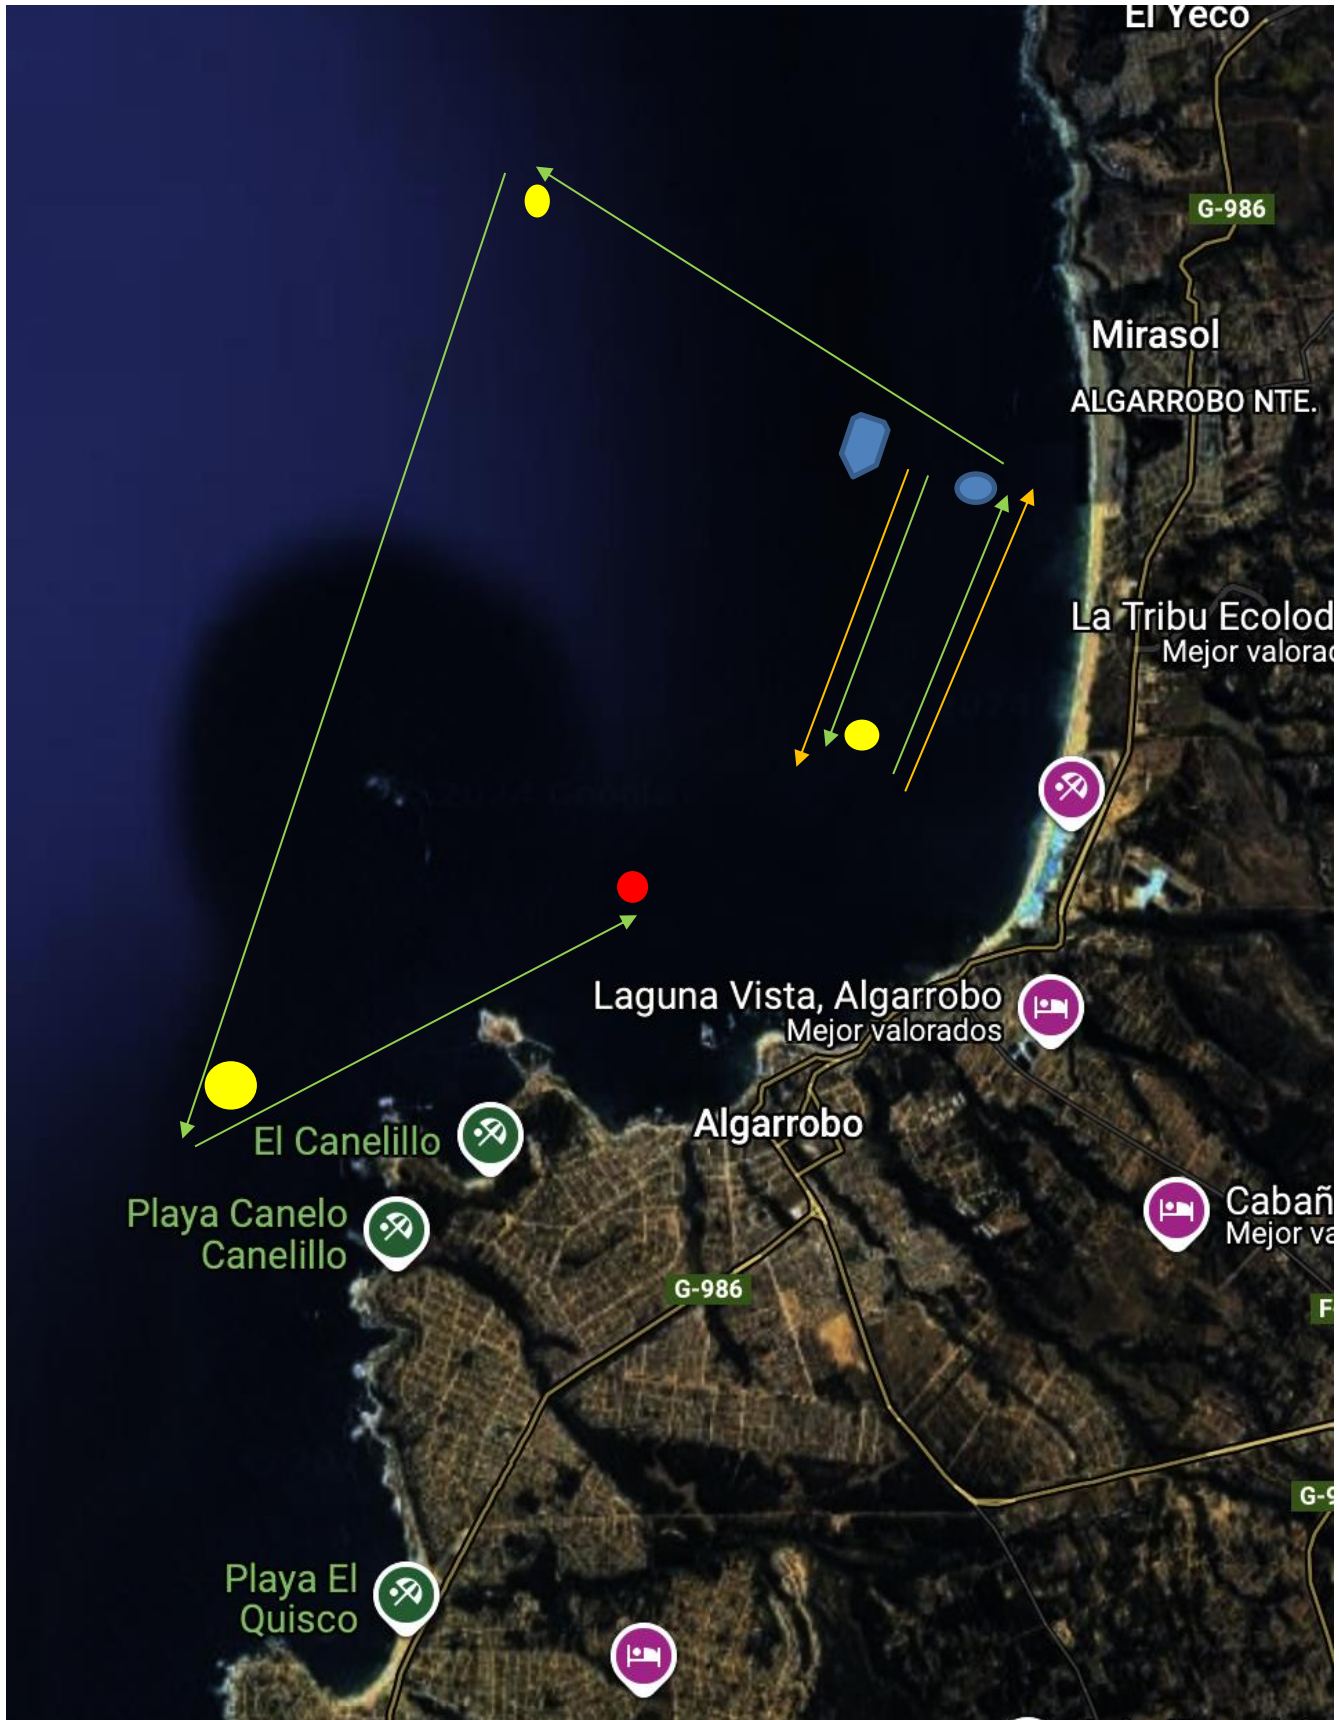 El Yeco
G-986
Mirasol
ALGARROBO NTE.
La Tribu Ecolod
Mejor valorad
Laguna Vista, Algarrobo
Mejor valorados
Algarrobo
El Canelillo
Playa Canelo
Canelillo
Cabañ
Mejor va
G-986
F
G-9
Playa El
Quisco